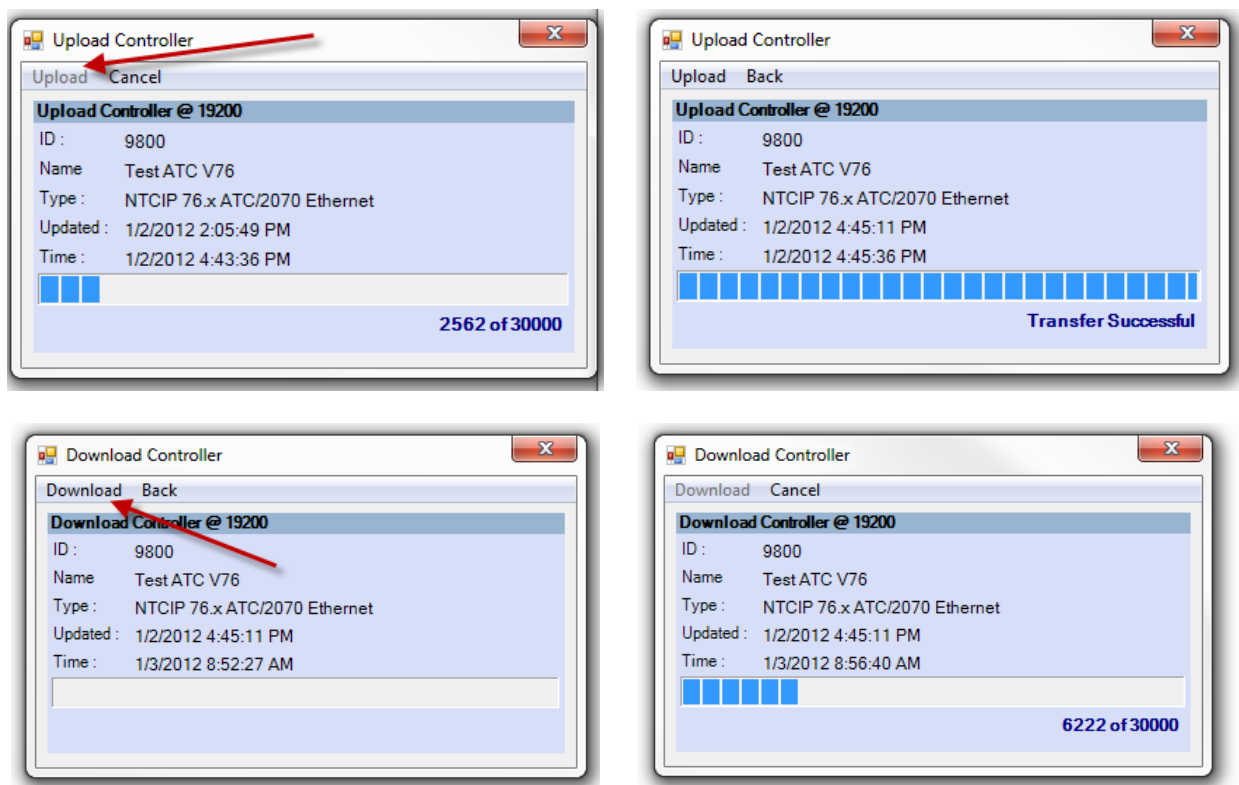 Upload Controller
Upload Cancel
Upload Controller @ 19200
ID : 9800
Name Test ATC V76
Type : NTCIP 76.x ATC/2070 Ethernet
Updated : 1/2/2012 2:05:49 PM
Time : 1/2/2012 4:43:36 PM
2562 of 30000
Upload Controller
Upload Back
Upload Controller @ 19200
ID : 9800
Name Test ATC V76
Type : NTCIP 76.x ATC/2070 Ethernet
Updated : 1/2/2012 4:45:11 PM
Time : 1/2/2012 4:45:36 PM
Transfer Successful
Download Controller
Download Back
Download Controller @ 19200
ID : 9800
Name Test ATC V76
Type : NTCIP 76.x ATC/2070 Ethernet
Updated : 1/2/2012 4:45:11 PM
Time : 1/3/2012 8:52:27 AM
Download Controller
Download Cancel
Download Controller @ 19200
ID : 9800
Name Test ATC V76
Type : NTCIP 76.x ATC/2070 Ethernet
Updated : 1/2/2012 4:45:11 PM
Time : 1/3/2012 8:56:40 AM
6222 of 30000